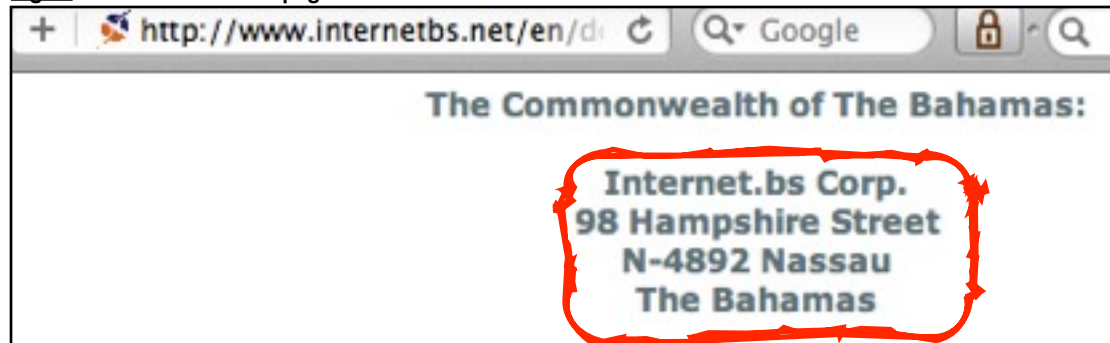 http://www.internetbs.net/en/d
Google
The Commonwealth of The Bahamas:
Internet.bs Corp.
98 Hampshire Street
N-4892 Nassau
The Bahamas